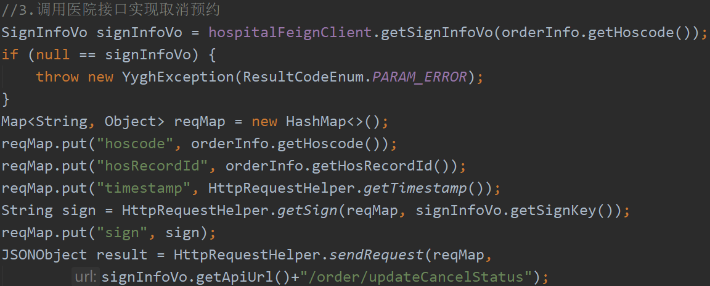 //3.调用医院接口实现取消预约
SignInfoVo signInfoVo = hospitalFeignClient.getSignInfoVo(orderInfo.getHoscode());
if (null == signInfoVo) {
    throw new YyghException(ResultCodeEnum.PARAM_ERROR);
}
Map<String, Object> reqMap = new HashMap<>();
reqMap.put("hoscode", orderInfo.getHoscode());
reqMap.put("hosRecordId", orderInfo.getHosRecordId());
reqMap.put("timestamp", HttpRequestHelper.getTimestamp());
String sign = HttpRequestHelper.getSign(reqMap, signInfoVo.getSignKey());
reqMap.put("sign", sign);
JSONObject result = HttpRequestHelper.sendRequest(reqMap,
        url: signInfoVo.getApiUrl()+"/order/updateCancelStatus");